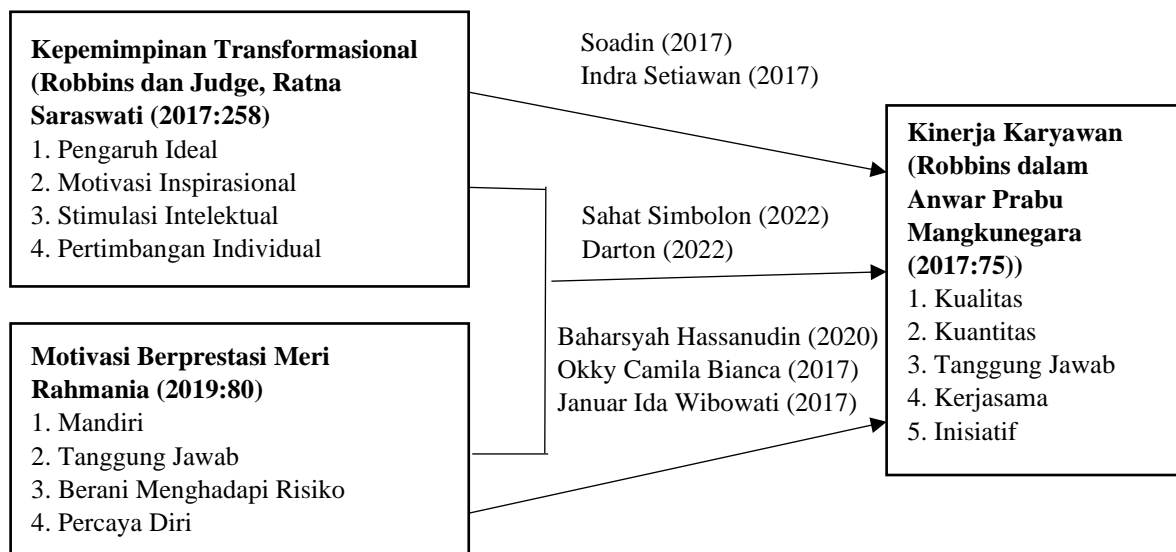 Kepemimpinan Transformasional
(Robbins dan Judge, Ratna
Saraswati (2017:258)
1. Pengaruh Ideal
2. Motivasi Inspirasional
3. Stimulasi Intelektual
4. Pertimbangan Individual
Soadin (2017)
Indra Setiawan (2017)
Sahat Simbolon (2022)
Darton (2022)
Motivasi Berprestasi Meri
Rahmania (2019:80)
1. Mandiri
2. Tanggung Jawab
3. Berani Menghadapi Risiko
4. Percaya Diri
Baharsyah Hassanudin (2020)
Okky Camila Bianca (2017)
Januar Ida Wibowati (2017)
Kinerja Karyawan
(Robbins dalam
Anwar Prabu
Mangkunegara
(2017:75))
1. Kualitas
2. Kuantitas
3. Tanggung Jawab
4. Kerjasama
5. Inisiatif